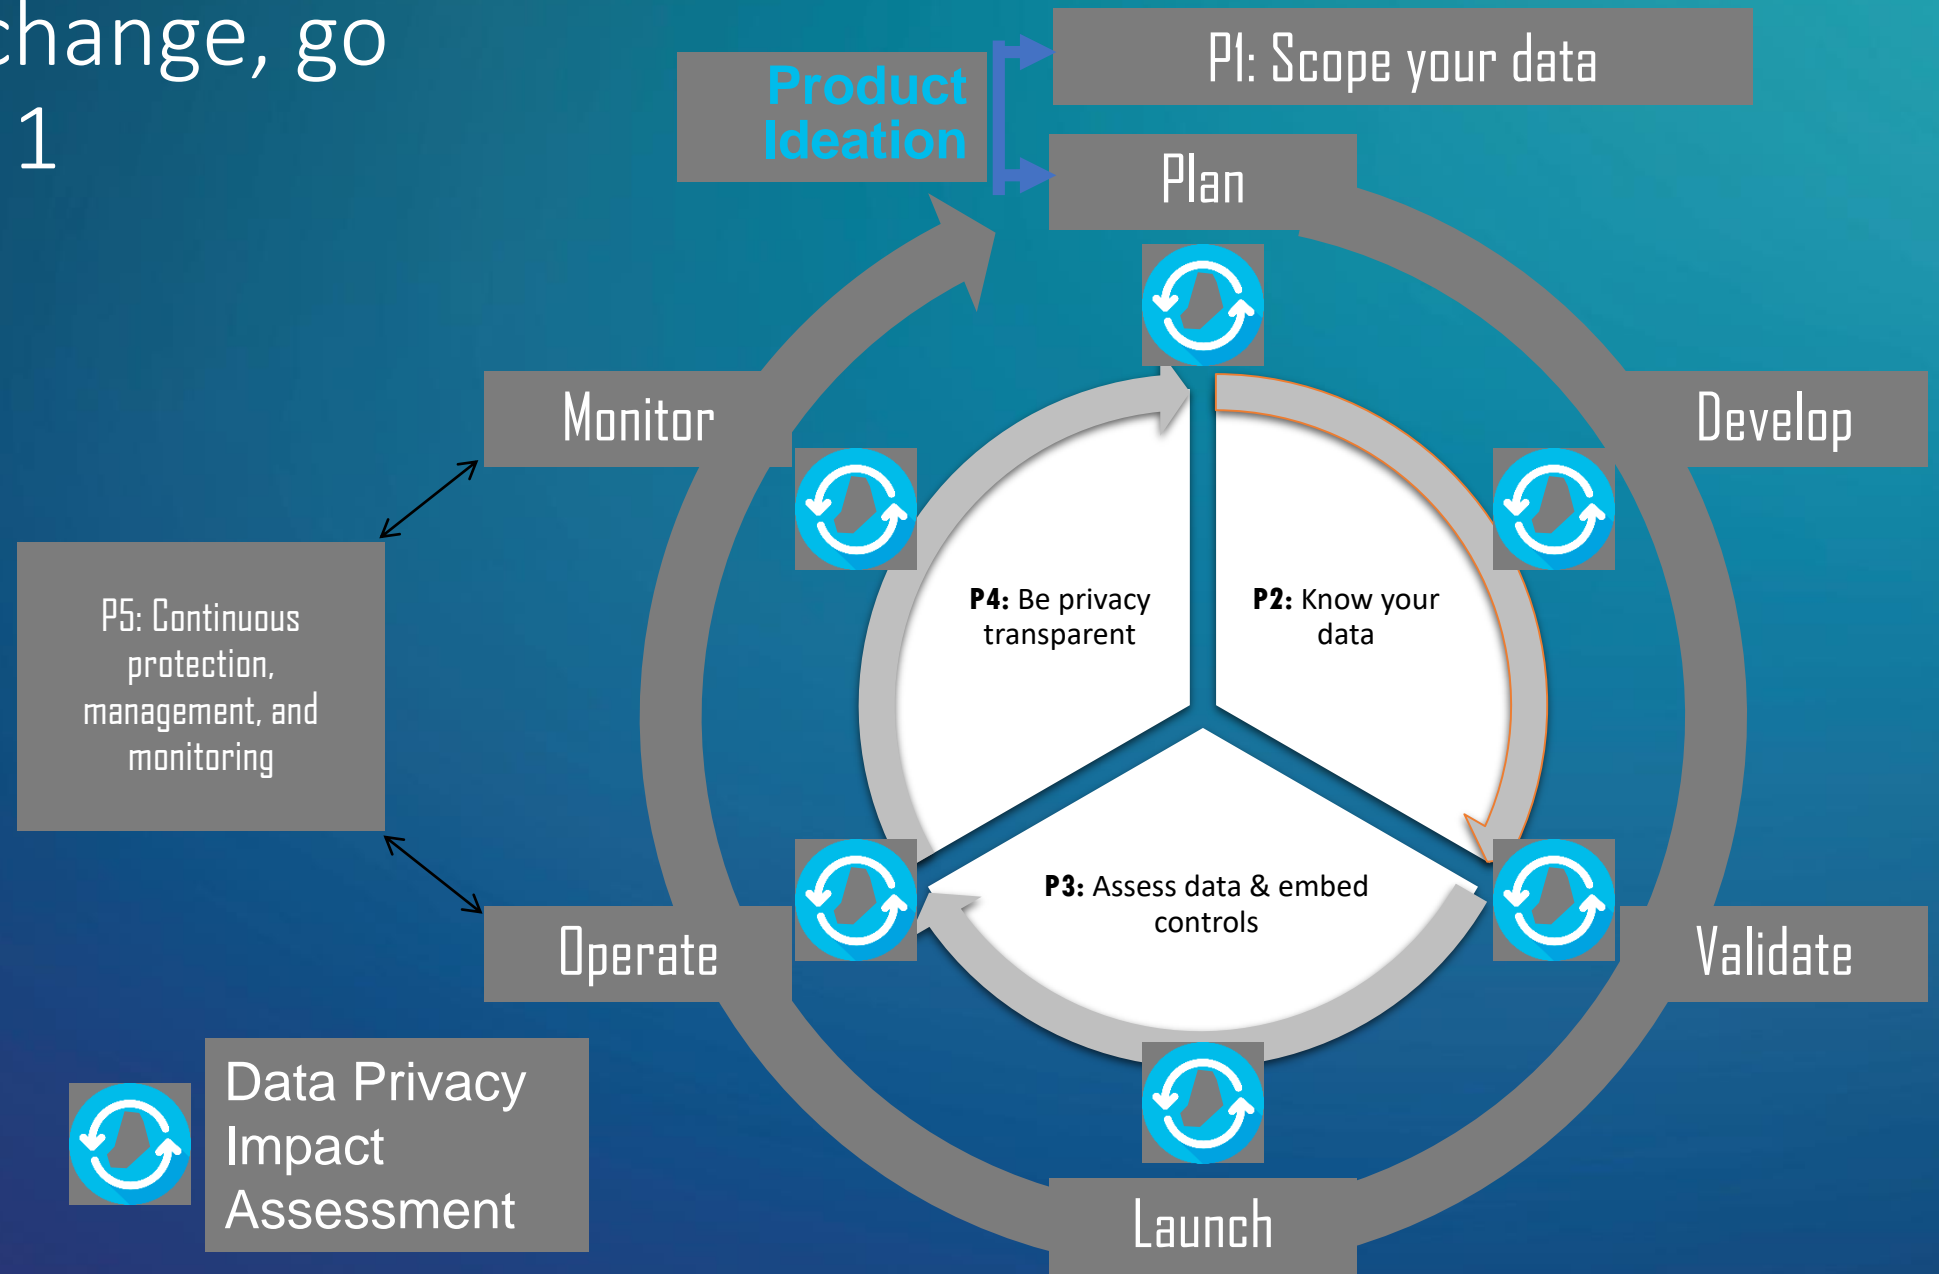 change, go
1
Product
Ideation
P1: Scope your data
Plan
Monitor
Develop
P4: Be privacy
transparent
P2: Know your
data
P5: Continuous
protection,
management, and
monitoring
P3: Assess data & embed
controls
Operate
Validate
Data Privacy
Impact
Assessment
Launch